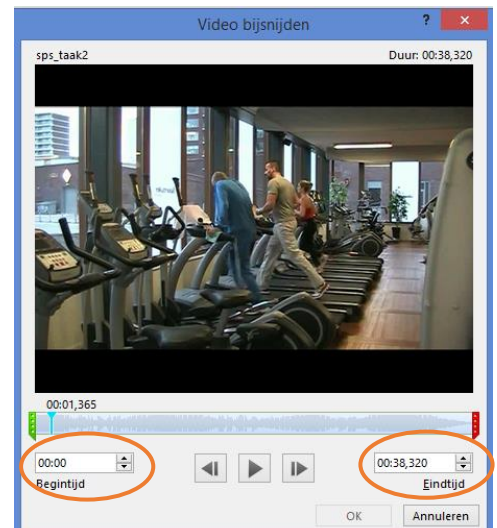 Video bijsnijden ? ×
sps_taak2 Duur: 00:38,320
00:01,365
00:00 00:38,320
Begintijd Eindtijd
OK Annuleren